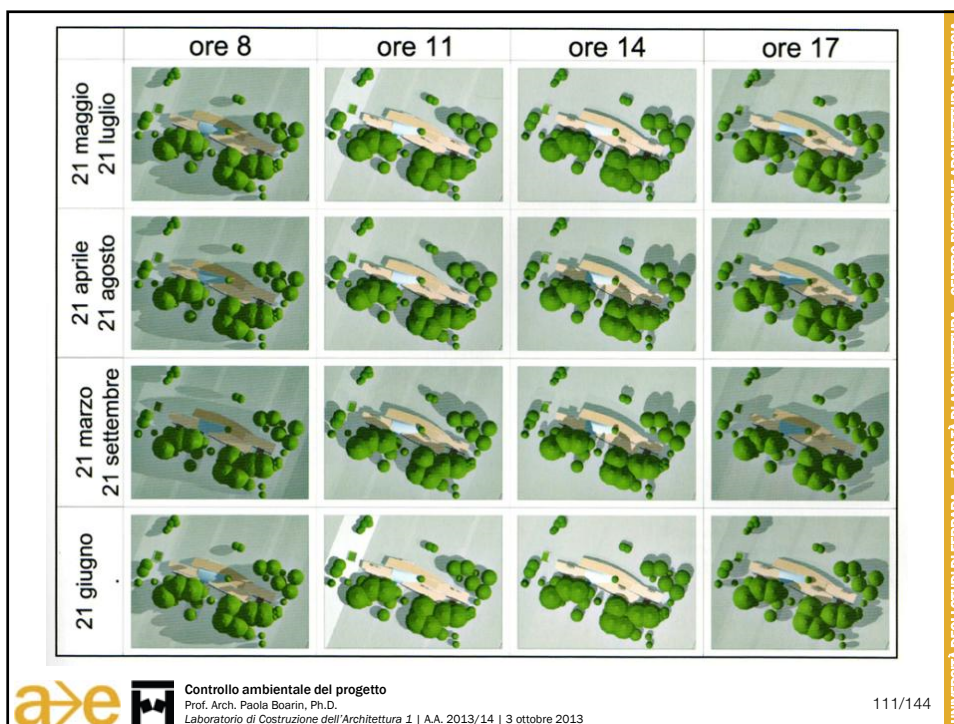 ore 8
ore 11
ore 14
ore 17
21 maggio
21 luglio
21 aprile
21 agosto
21 marzo
21 settembre
21 giugno
a>e
Controllo ambientale del progetto
Prof. Arch. Paola Boarin, Ph.D.
Laboratorio di Costruzione dell'Architettura 1 | A.A. 2013/14 | 3 ottobre 2013
111/144